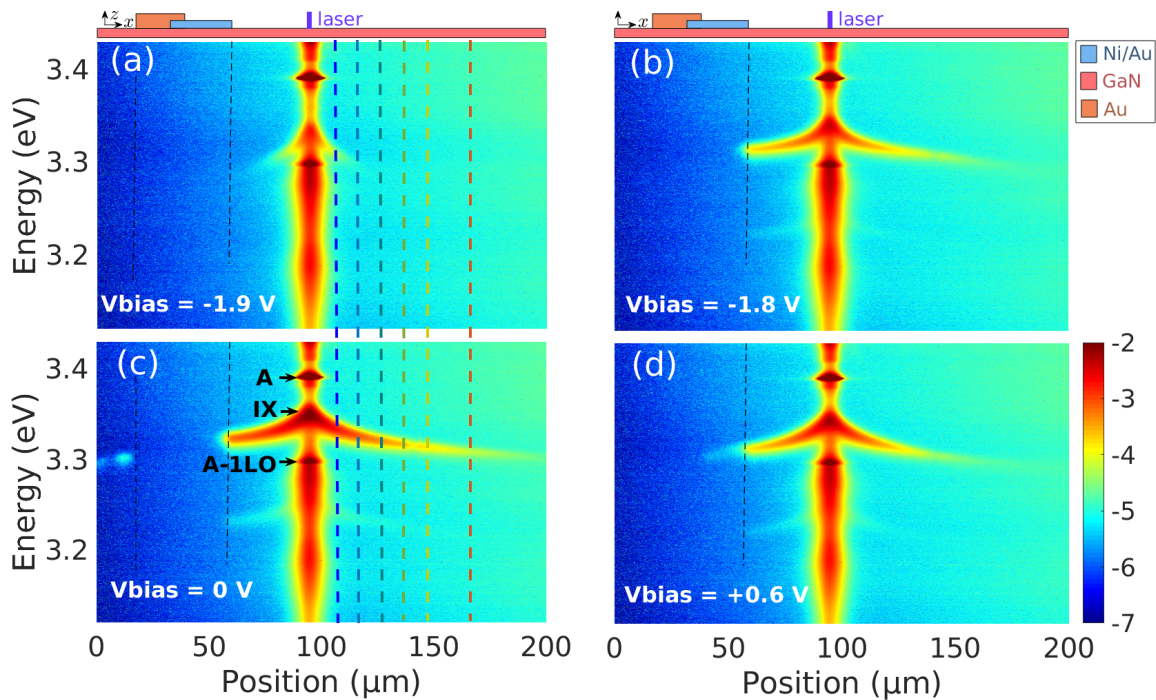 z
x
laser
x
laser
(a)
(b)
Ni/Au
GaN
Au
3.4
3.3
3.2
Energy (eV)
Vbias = -1.9 V
Vbias = -1.8 V
(c)
(d)
A
IX
A-1LO
3.4
3.3
3.2
Energy (eV)
Vbias = 0 V
Vbias = +0.6 V
-2
-3
-4
-5
-6
-7
0 50 100 150 200
0 50 100 150 200
Position (µm)
Position (µm)